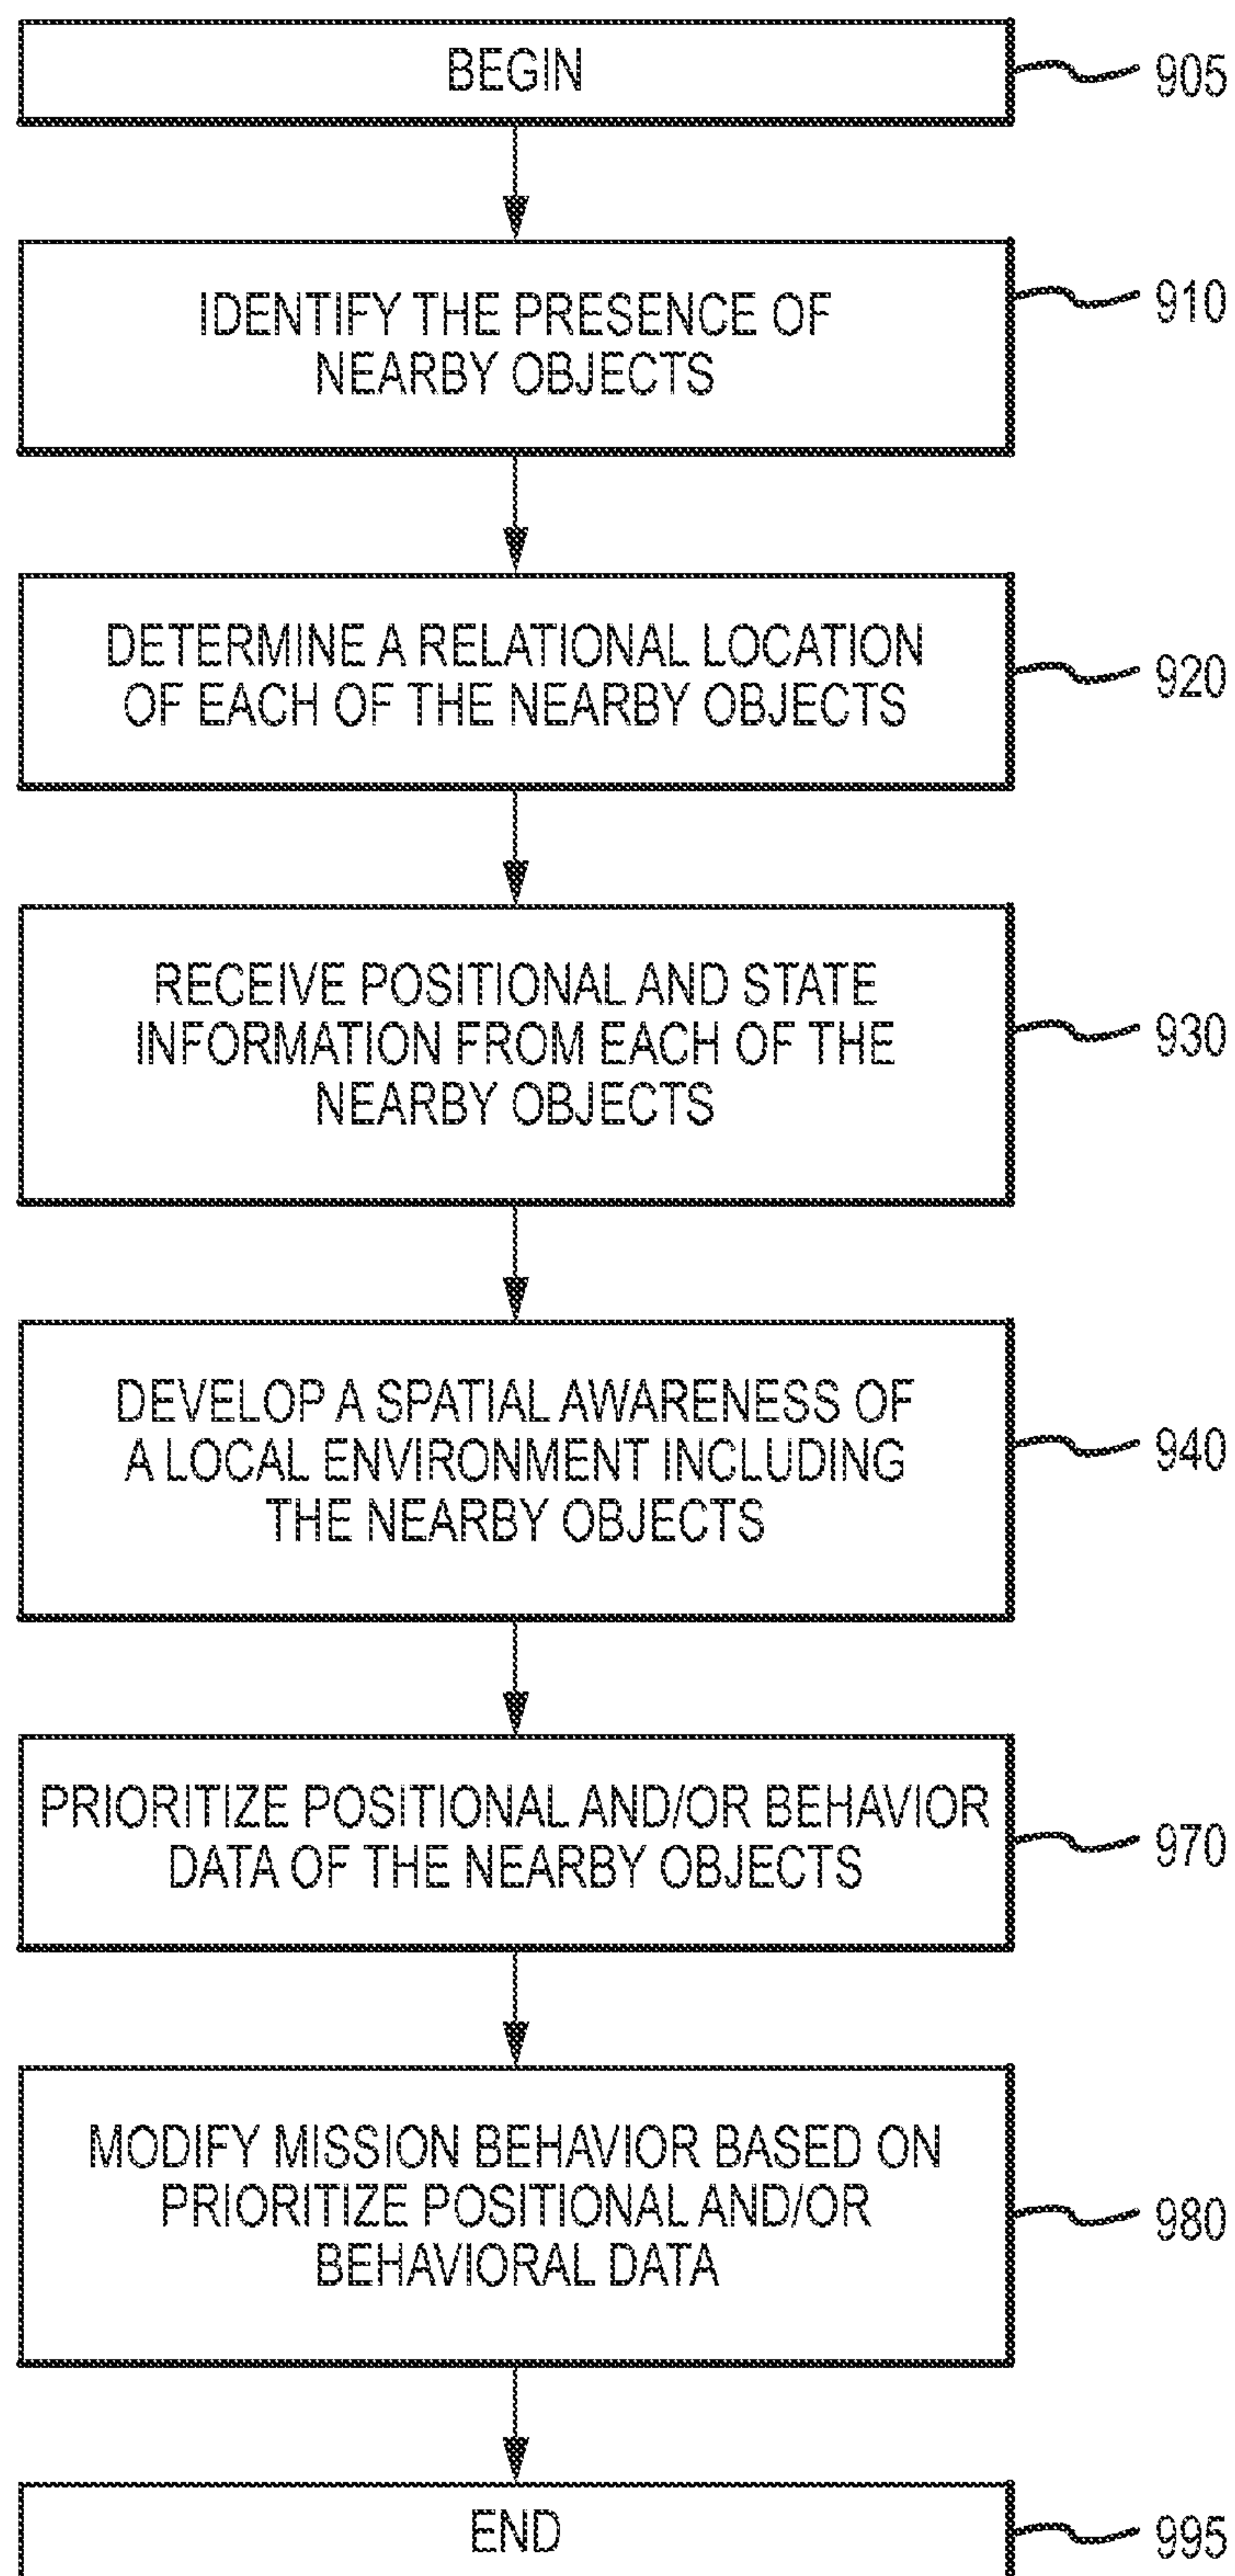 BEGIN
905
IDENTIFY THE PRESENCE OF
NEARBY OBJECTS
910
DETERMINE A RELATIONAL LOCATION
OF EACH OF THE NEARBY OBJECTS
920
RECEIVE POSITIONAL AND STATE
INFORMATION FROM EACH OF THE
NEARBY OBJECTS
930
DEVELOP A SPATIAL AWARENESS OF
A LOCAL ENVIRONMENT INCLUDING
THE NEARBY OBJECTS
940
PRIORITIZE POSITIONAL AND/OR BEHAVIOR
DATA OF THE NEARBY OBJECTS
970
MODIFY MISSION BEHAVIOR BASED ON
PRIORITIZE POSITIONAL AND/OR
BEHAVIORAL DATA
980
END
995